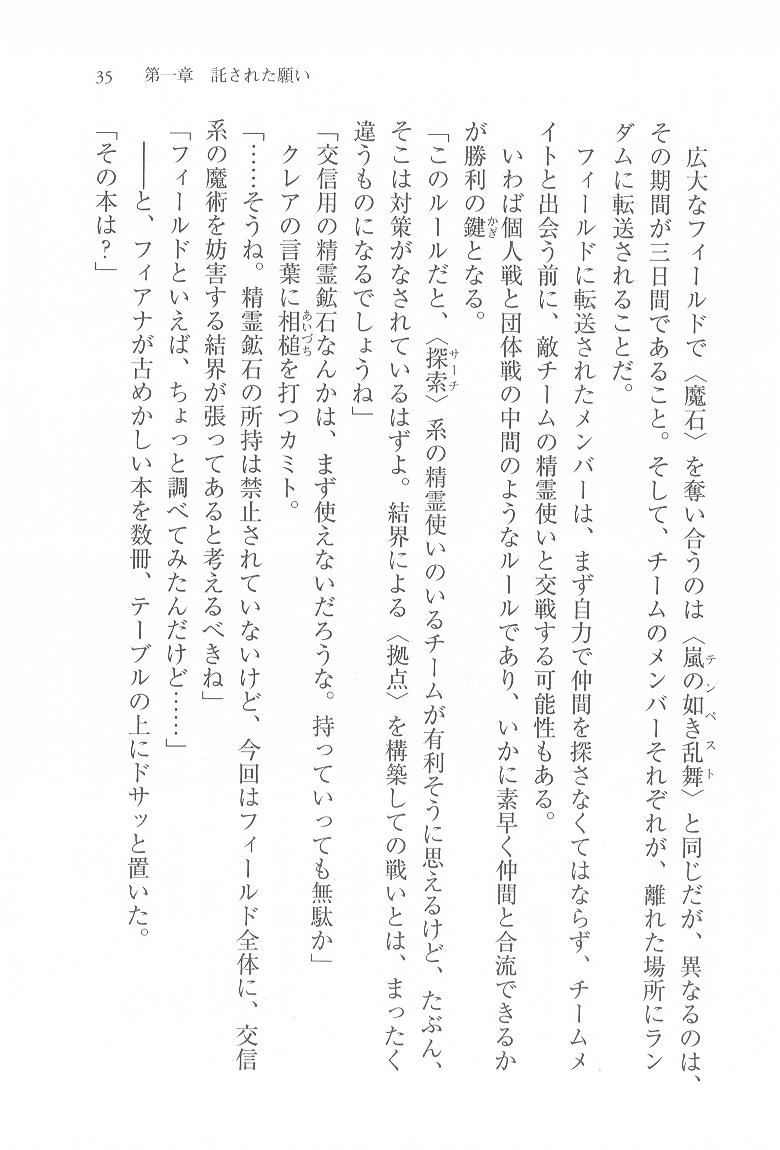 35　第一章　託された願い
　広大なフィールドで〈魔石〉を奪い合うのは〈嵐の如き乱舞〉と同じだが、異なるのは、
テンペスト
その期間が三日間であること。そして、チームのメンバーそれぞれが、離れた場所にラン
ダムに転送されることだ。
　フィールドに転送されたメンバーは、まず自力で仲間を探さなくてはならず、チームメ
イトと出会う前に、敵チームの精霊使いと交戦する可能性もある。
　いわば個人戦と団体戦の中間のようなルールであり、いかに素早く仲間と合流できるか
が勝利の鍵となる。
かぎ
「このルールだと、〈探索〉系の精霊使いのいるチームが有利そうに思えるけど、たぶん、
サーチ
そこは対策がなされているはずよ。結界による〈拠点〉を構築しての戦いとは、まったく
違うものになるでしょうね」
「交信用の精霊鉱石なんかは、まず使えないだろうな。持っていっても無駄か」
　クレアの言葉に相槌を打つカミト。
あいづち
「……そうね。精霊鉱石の所持は禁止されていないけど、今回はフィールド全体に、交信
系の魔術を妨害する結界が張ってあると考えるべきね」
「フィールドといえば、ちょっと調べてみたんだけど……」
　――と、フィアナが古めかしい本を数冊、テーブルの上にドサッと置いた。
「その本は？」